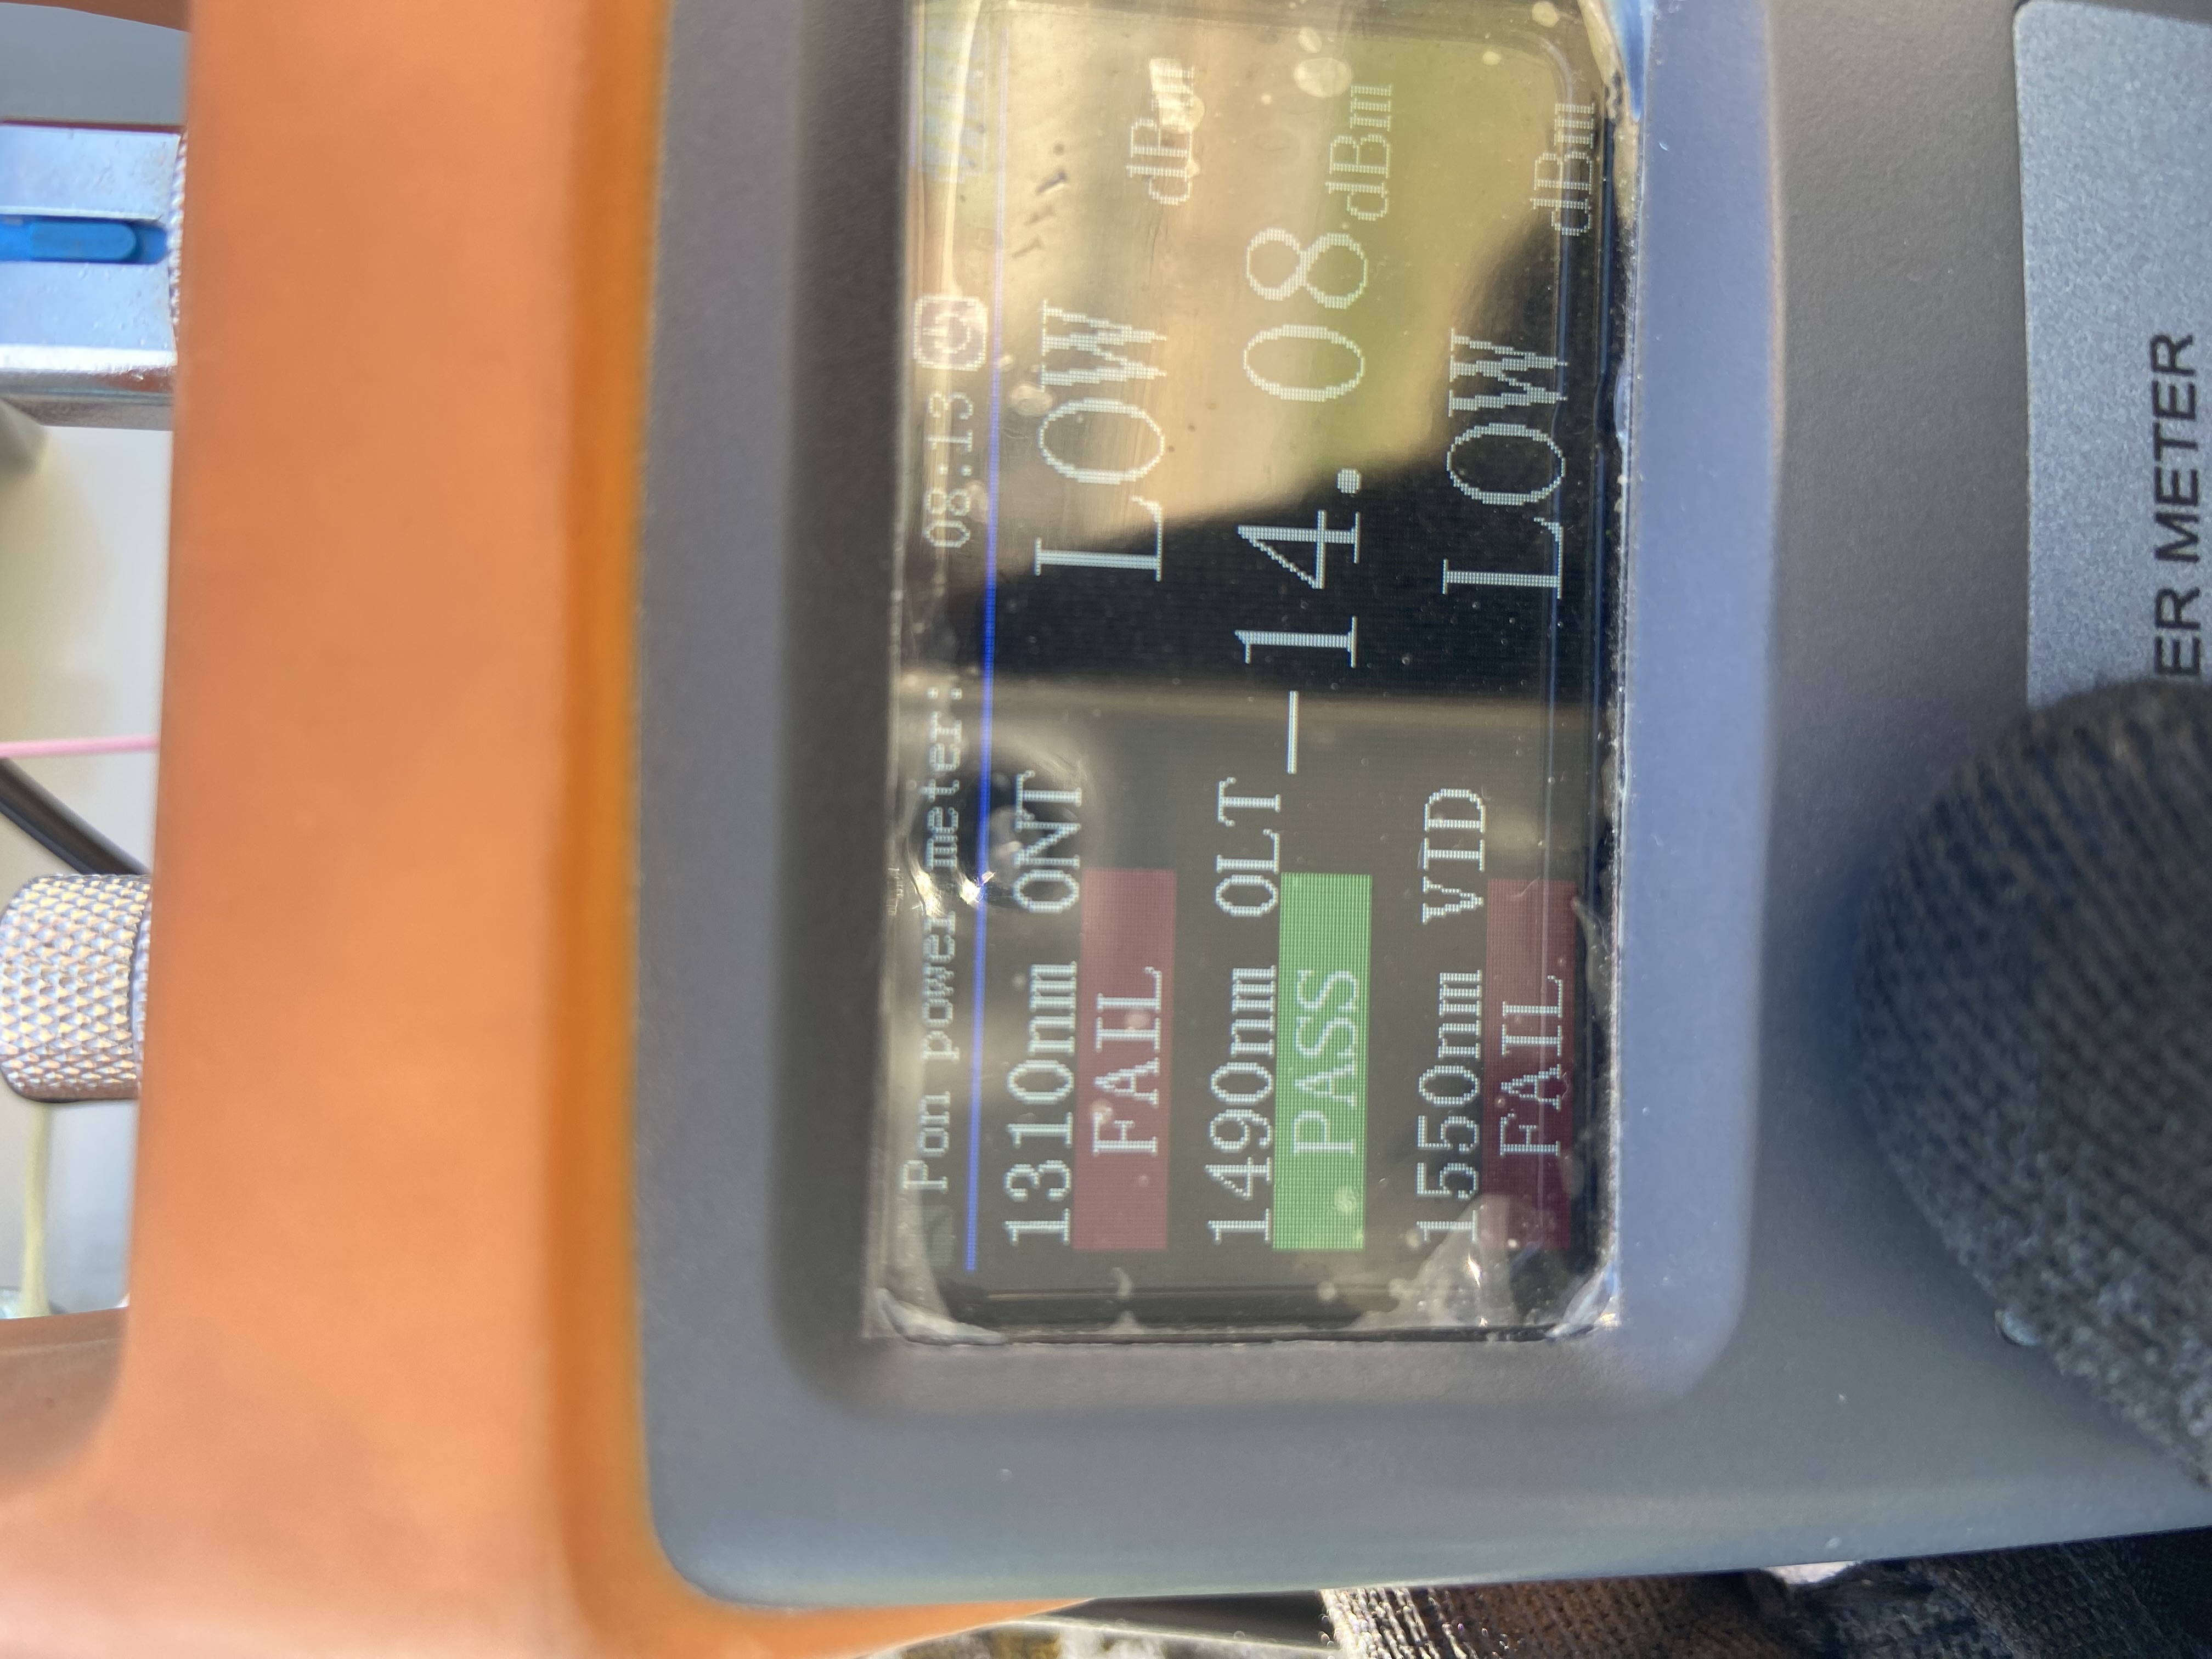 Pon power meter: 08:13
1310nm ONT
FAIL
LOW dBm
1490nm OLT
PASS
-14.08 dBm
1550nm VID
FAIL
LOW dBm
ER METER